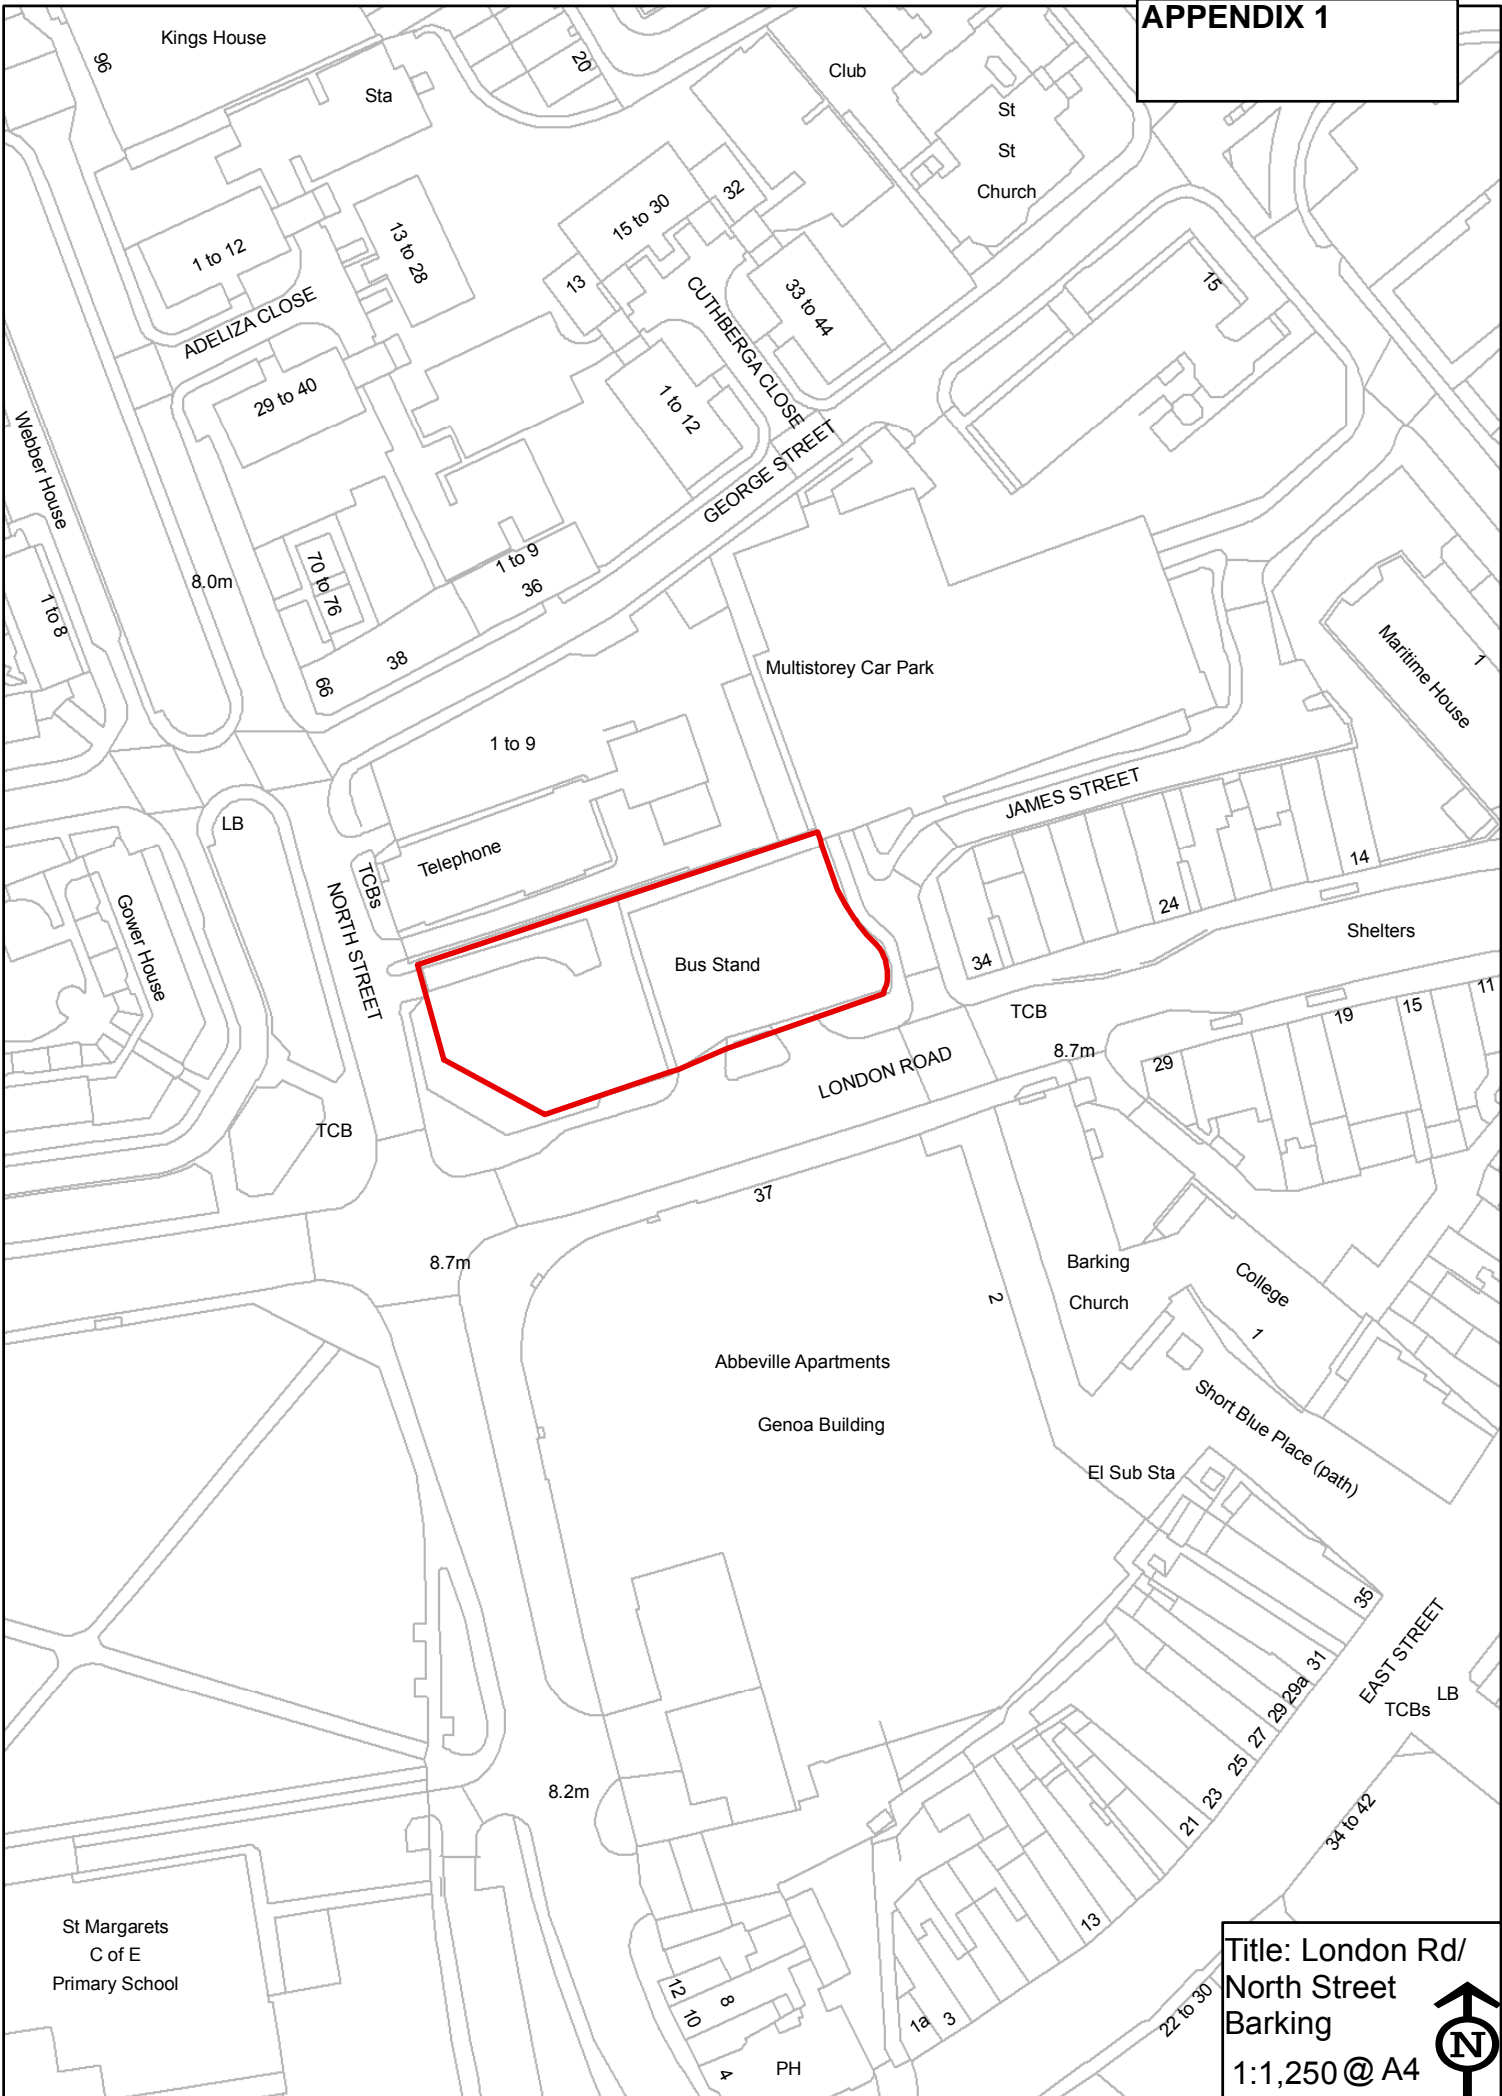 APPENDIX 1
Kings House
96
Sta
20
Club
St
St
Church
32
15 to 30
13 to 28
1 to 12
13
33 to 44
15
CUTHBERGA CLOSE
ADELIZA CLOSE
29 to 40
1 to 12
GEORGE STREET
Webber House
8.0m
70 to 76
1 to 9
36
1 to 8
38
66
Multistorey Car Park
Maritime House
1
1 to 9
JAMES STREET
LB
Telephone
TCBs
14
24
Gower House
NORTH STREET
Shelters
34
Bus Stand
TCB
19
15
11
8.7m
29
LONDON ROAD
TCB
37
8.7m
Barking
Church
College
1
2
Abbeville Apartments
Genoa Building
Short Blue Place (path)
El Sub Sta
35
EAST STREET
31
29a
29
27
25
23
21
TCBs
LB
8.2m
34 to 42
13
St Margarets
C of E
Primary School
12
10
8
4
PH
1a
3
22 to 30
Title: London Rd/
North Street
Barking
1:1,250 @ A4
N